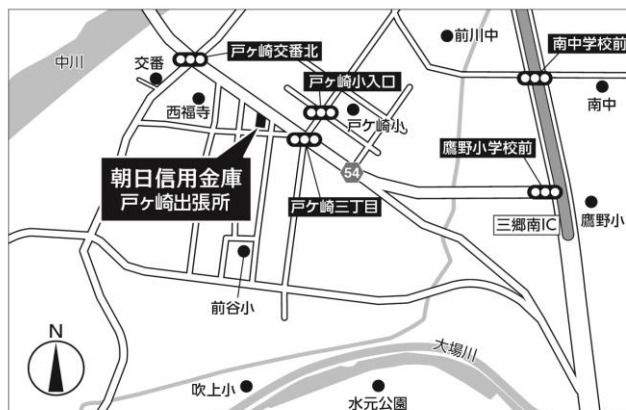 中川
交番
戸ヶ崎交番北
前川中
南中学校前
西福寺
戸ヶ崎小入口
戸ケ崎小
南中
朝日信用金庫
戸ヶ崎出張所
54
鷹野小学校前
戸ケ崎三丁目
三郷南IC
鷹野小
前谷小
N
大場川
吹上小
水元公園